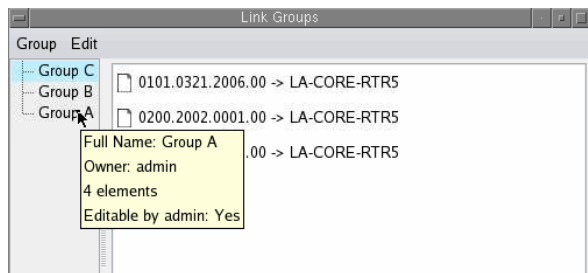 Link Groups
Group Edit
Group C
Group B
Group A
0101.0321.2006.00 -> LA-CORE-RTR5
0200.2002.0001.00 -> LA-CORE-RTR5
.00 -> LA-CORE-RTR5
Full Name: Group A
Owner: admin
4 elements
Editable by admin: Yes